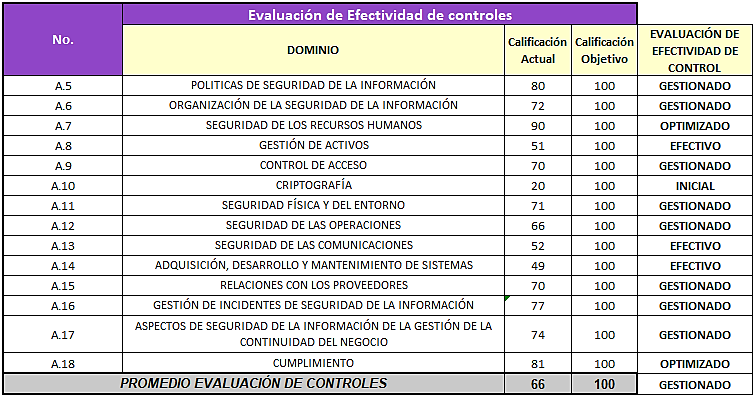 Evaluación de Efectividad de controles
No. DOMINIO Calificación Actual Calificación Objetivo EVALUACIÓN DE EFECTIVIDAD DE CONTROL
A.5 POLITICAS DE SEGURIDAD DE LA INFORMACIÓN 80 100 GESTIONADO
A.6 ORGANIZACIÓN DE LA SEGURIDAD DE LA INFORMACIÓN 72 100 GESTIONADO
A.7 SEGURIDAD DE LOS RECURSOS HUMANOS 90 100 OPTIMIZADO
A.8 GESTIÓN DE ACTIVOS 51 100 EFECTIVO
A.9 CONTROL DE ACCESO 70 100 GESTIONADO
A.10 CRIPTOGRAFÍA 20 100 INICIAL
A.11 SEGURIDAD FÍSICA Y DEL ENTORNO 71 100 GESTIONADO
A.12 SEGURIDAD DE LAS OPERACIONES 66 100 GESTIONADO
A.13 SEGURIDAD DE LAS COMUNICACIONES 52 100 EFECTIVO
A.14 ADQUISICIÓN, DESARROLLO Y MANTENIMIENTO DE SISTEMAS 49 100 EFECTIVO
A.15 RELACIONES CON LOS PROVEEDORES 70 100 GESTIONADO
A.16 GESTIÓN DE INCIDENTES DE SEGURIDAD DE LA INFORMACIÓN 77 100 GESTIONADO
A.17 ASPECTOS DE SEGURIDAD DE LA INFORMACIÓN DE LA GESTIÓN DE LA CONTINUIDAD DEL NEGOCIO 74 100 GESTIONADO
A.18 CUMPLIMIENTO 81 100 OPTIMIZADO
PROMEDIO EVALUACIÓN DE CONTROLES 66 100 GESTIONADO